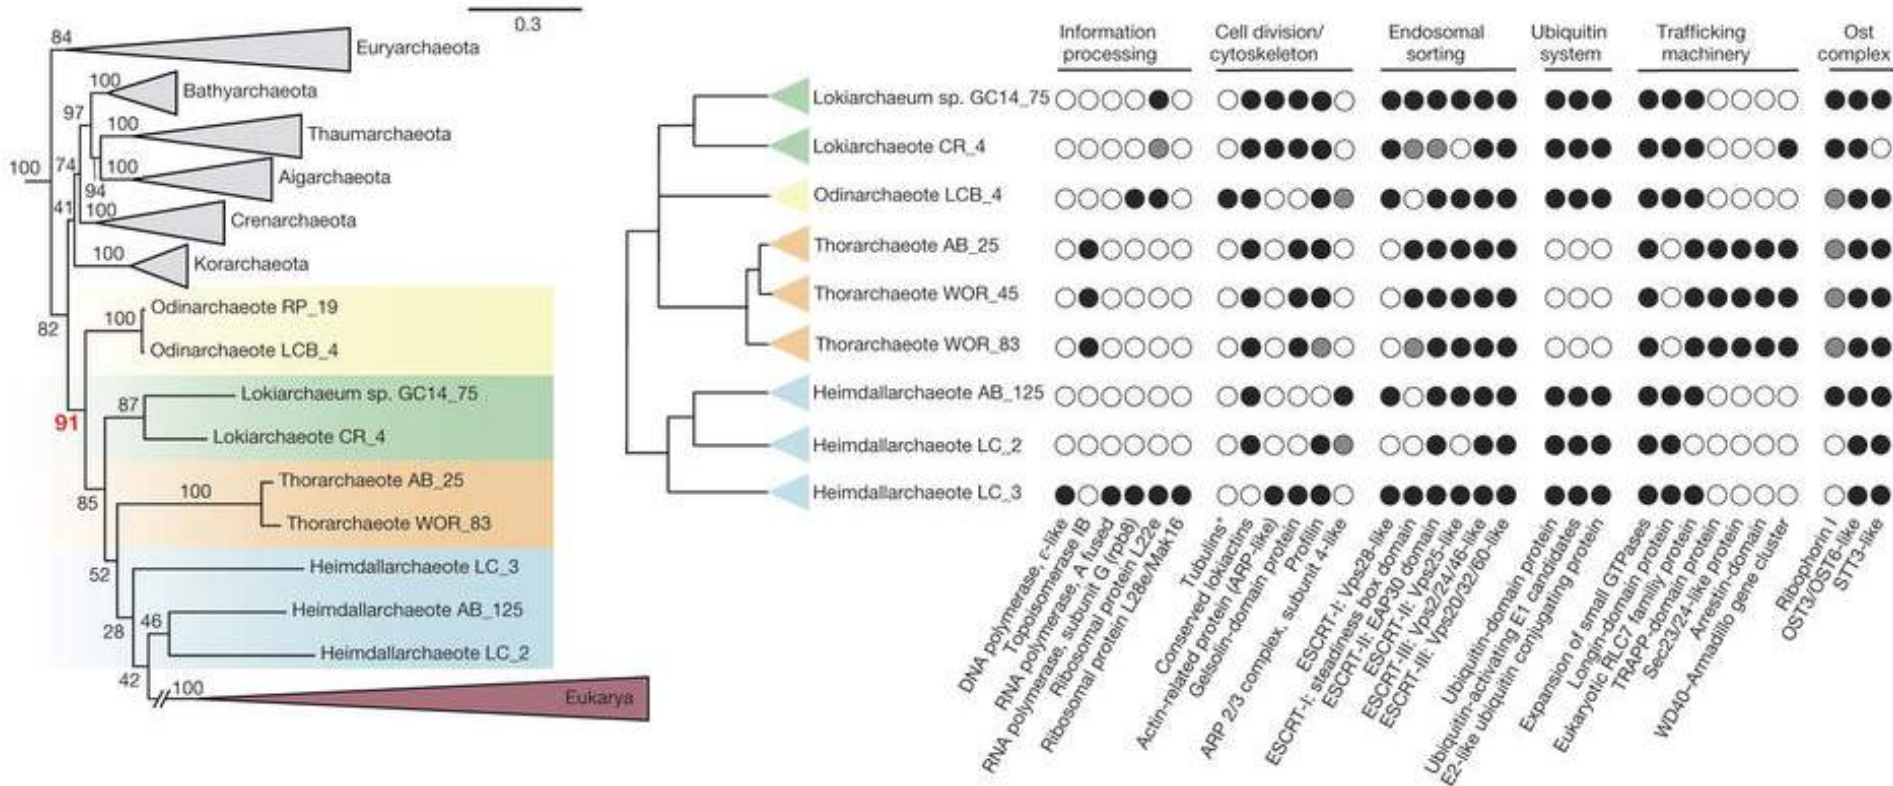 0.3
84
Euryarchaeota
100
Bathyarchaeota
97
100
Thaumarchaeota
74
100
Aigarchaeota
100
94
41
100
Crenarchaeota
100
Korarchaeota
82
100
Odinarchaeote RP_19
Odinarchaeote LCB_4
91
87
Lokiarchaeum sp. GC14_75
Lokiarchaeote CR_4
85
100
Thorarchaeote AB_25
Thorarchaeote WOR_83
52
Heimdallarchaeote LC_3
28
46
Heimdallarchaeote AB_125
Heimdallarchaeote LC_2
42
100
Eukarya
Information
processing
Cell division/
cytoskeleton
Endosomal
sorting
Ubiquitin
system
Trafficking
machinery
Ost
complex
Lokiarchaeum sp. GC14_75
Lokiarchaeote CR_4
Odinarchaeote LCB_4
Thorarchaeote AB_25
Thorarchaeote WOR_45
Thorarchaeote WOR_83
Heimdallarchaeote AB_125
Heimdallarchaeote LC_2
Heimdallarchaeote LC_3
DNA polymerase, ε-like
Topoisomerase IB
RNA polymerase, A fused
RNA polymerase, subunit G (rpb8)
Ribosomal protein L22e
Ribosomal protein L28e/Mak16
Tubulins*
Conserved lokiactins
Actin-related protein (ARP-like)
Gelsolin-domain protein
Profilin
ARP 2/3 complex, subunit 4-like
ESCRT-I: Vps28-like
ESCRT-I: steadiness box domain
ESCRT-II: EAP30 domain
ESCRT-II: Vps25-like
ESCRT-III: Vps2/24/46-like
ESCRT-III: Vps20/32/60-like
Ubiquitin-domain protein
Ubiquitin-activating E1 candidates
E2-like ubiquitin conjugating protein
Expansion of small GTPases
Longin-domain protein
Eukaryotic RLC7 family protein
TRAPP-domain protein
Sec23/24-like protein
Arrestin-domain
WD40-Armadillo gene cluster
Ribophorin I
OST3/OST6-like
STT3-like